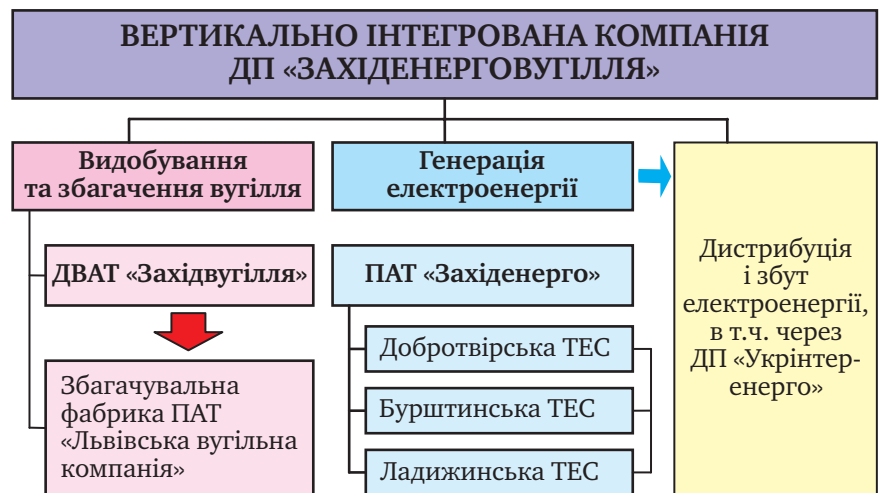 ВЕРТИКАЛЬНО ІНТЕГРОВАНА КОМПАНІЯ
ДП «ЗАХІДЕНЕРГОВУГІЛЛЯ»
Видобування
та збагачення вугілля
Генерація
електроенергії
ДВАТ «Західвугілля»
Збагачувальна
фабрика ПАТ
«Львівська вугільна
компанія»
ПАТ «Західенерго»
Добротвірська ТЕС
Бурштинська ТЕС
Ладижинська ТЕС
Дистрибуція
і збут
електроенергії,
в т.ч. через
ДП «Укрінтер-
енерго»